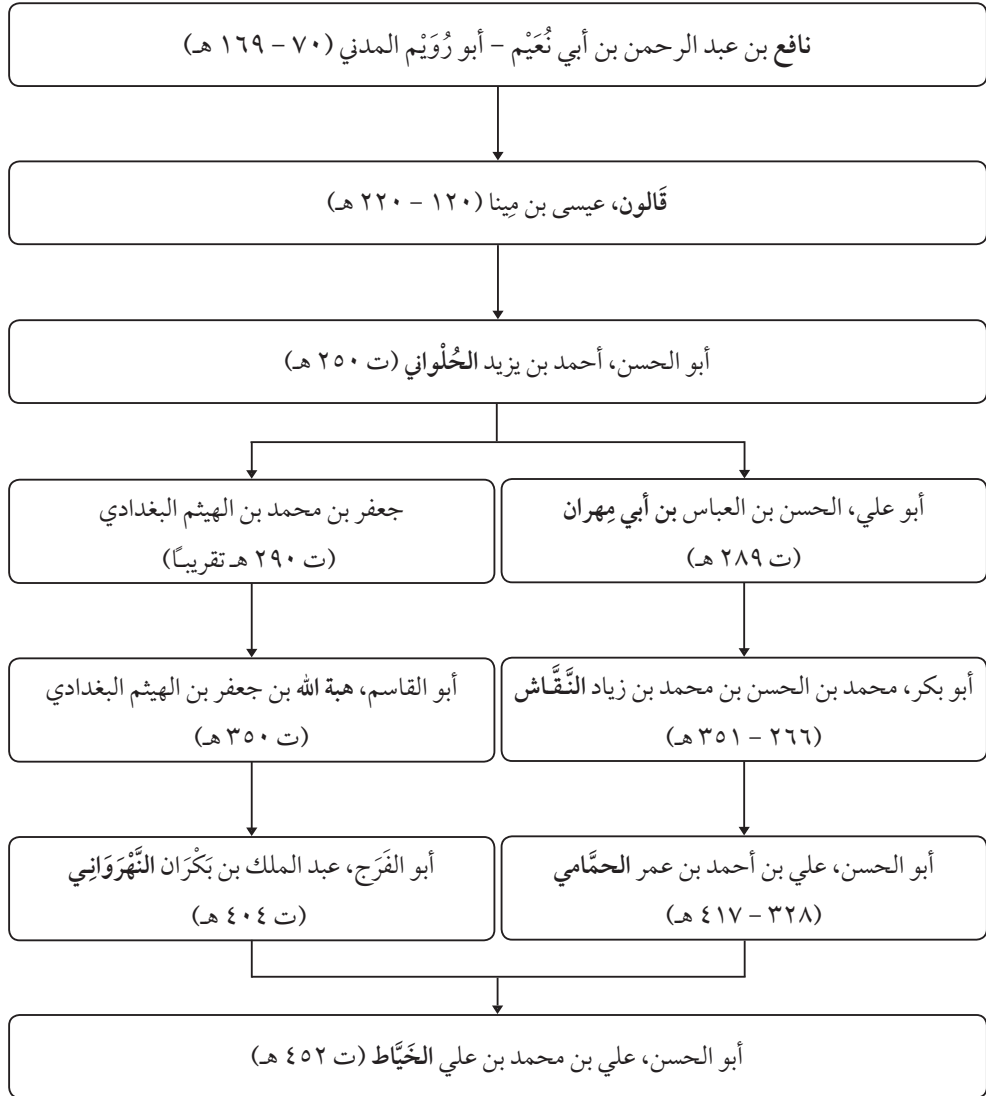 نافع بن عبد الرحمن بن أبي نُعَيْم – أبو رُوَيْم المدني (٧٠ – ١٦٩ هـ)
قَالون، عيسى بن مِينا (١٢٠ – ٢٢٠ هـ)
أبو الحسن، أحمد بن يزيد الحُلْواني (ت ٢٥٠ هـ)
أبو علي، الحسن بن العباس بن أبي مِهران
(ت ٢٨٩ هـ)
جعفر بن محمد بن الهيثم البغدادي
(ت ٢٩٠ هـ تقريبًا)
أبو بكر، محمد بن الحسن بن محمد بن زياد النَّقَّاش
(٢٦٦ – ٣٥١ هـ)
أبو القاسم، هبة الله بن جعفر بن الهيثم البغدادي
(ت ٣٥٠ هـ)
أبو الحسن، علي بن أحمد بن عمر الحمَّامي
(٣٢٨ – ٤١٧ هـ)
أبو الفَرَج، عبد الملك بن بَكْرَان النَّهْرَوَانِي
(ت ٤٠٤ هـ)
أبو الحسن، علي بن محمد بن علي الخَيَّاط (ت ٤٥٢ هـ)